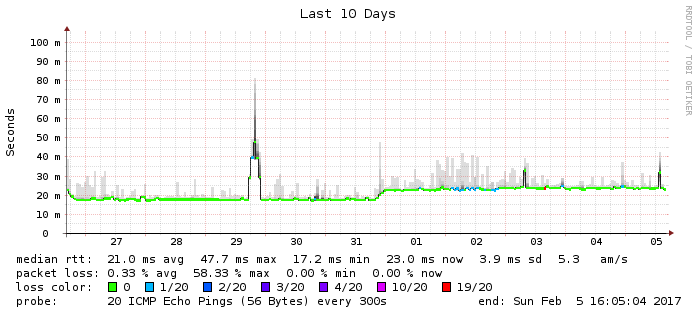 Last 10 Days
RRDTOOL / TOBI OETIKER
Seconds
100 m
90 m
80 m
70 m
60 m
50 m
40 m
30 m
20 m
10 m
0
27 28 29 30 31 01 02 03 04 05
median rtt: 21.0 ms avg 47.7 ms max 17.2 ms min 23.0 ms now 3.9 ms sd 5.3 am/s
packet loss: 0.33 % avg 58.33 % max 0.00 % min 0.00 % now
loss color: 0 1/20 2/20 3/20 4/20 10/20 19/20
probe: 20 ICMP Echo Pings (56 Bytes) every 300s end: Sun Feb 5 16:05:04 2017